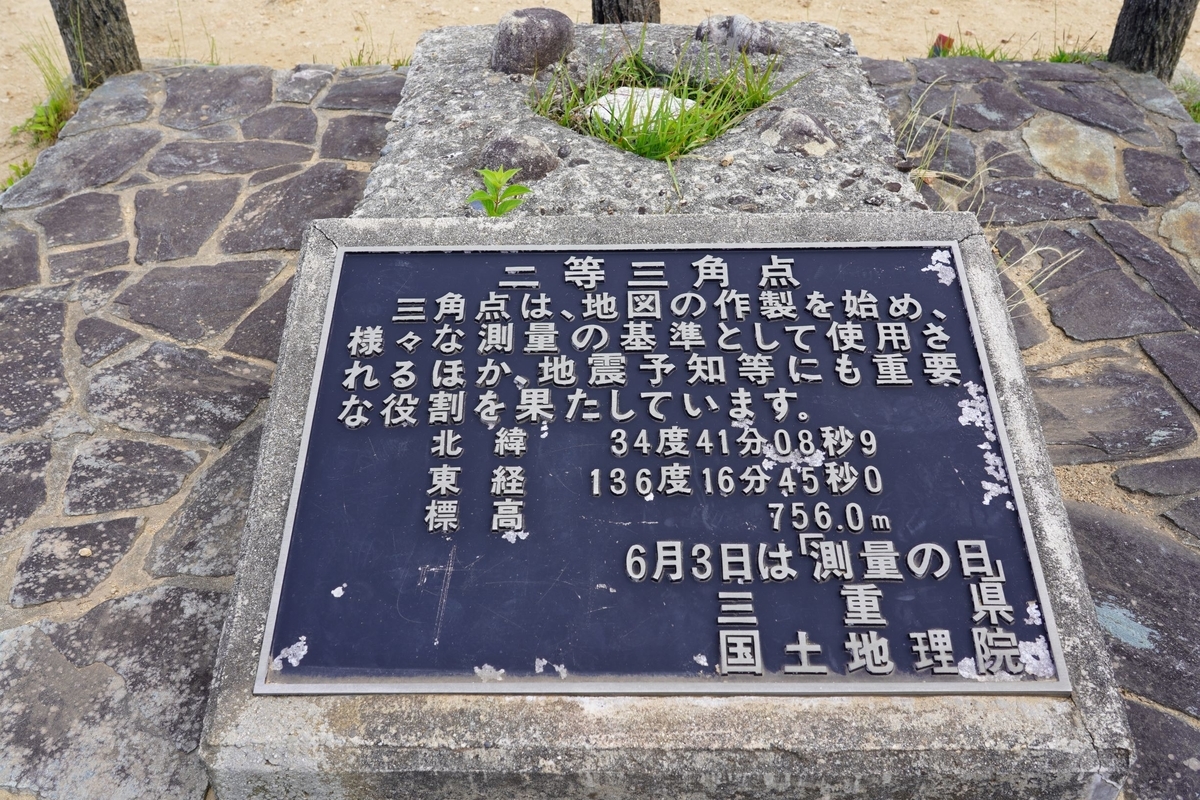 二等三角点
三角点は、地図の作製を始め、
様々な測量の基準として使用さ
れるほか、地震予知等にも重要
な役割を果たしています。
北緯 34度41分08秒9
東経 136度16分45秒0
標高 756.0m
6月3日は「測量の日」
三重県
国土地理院